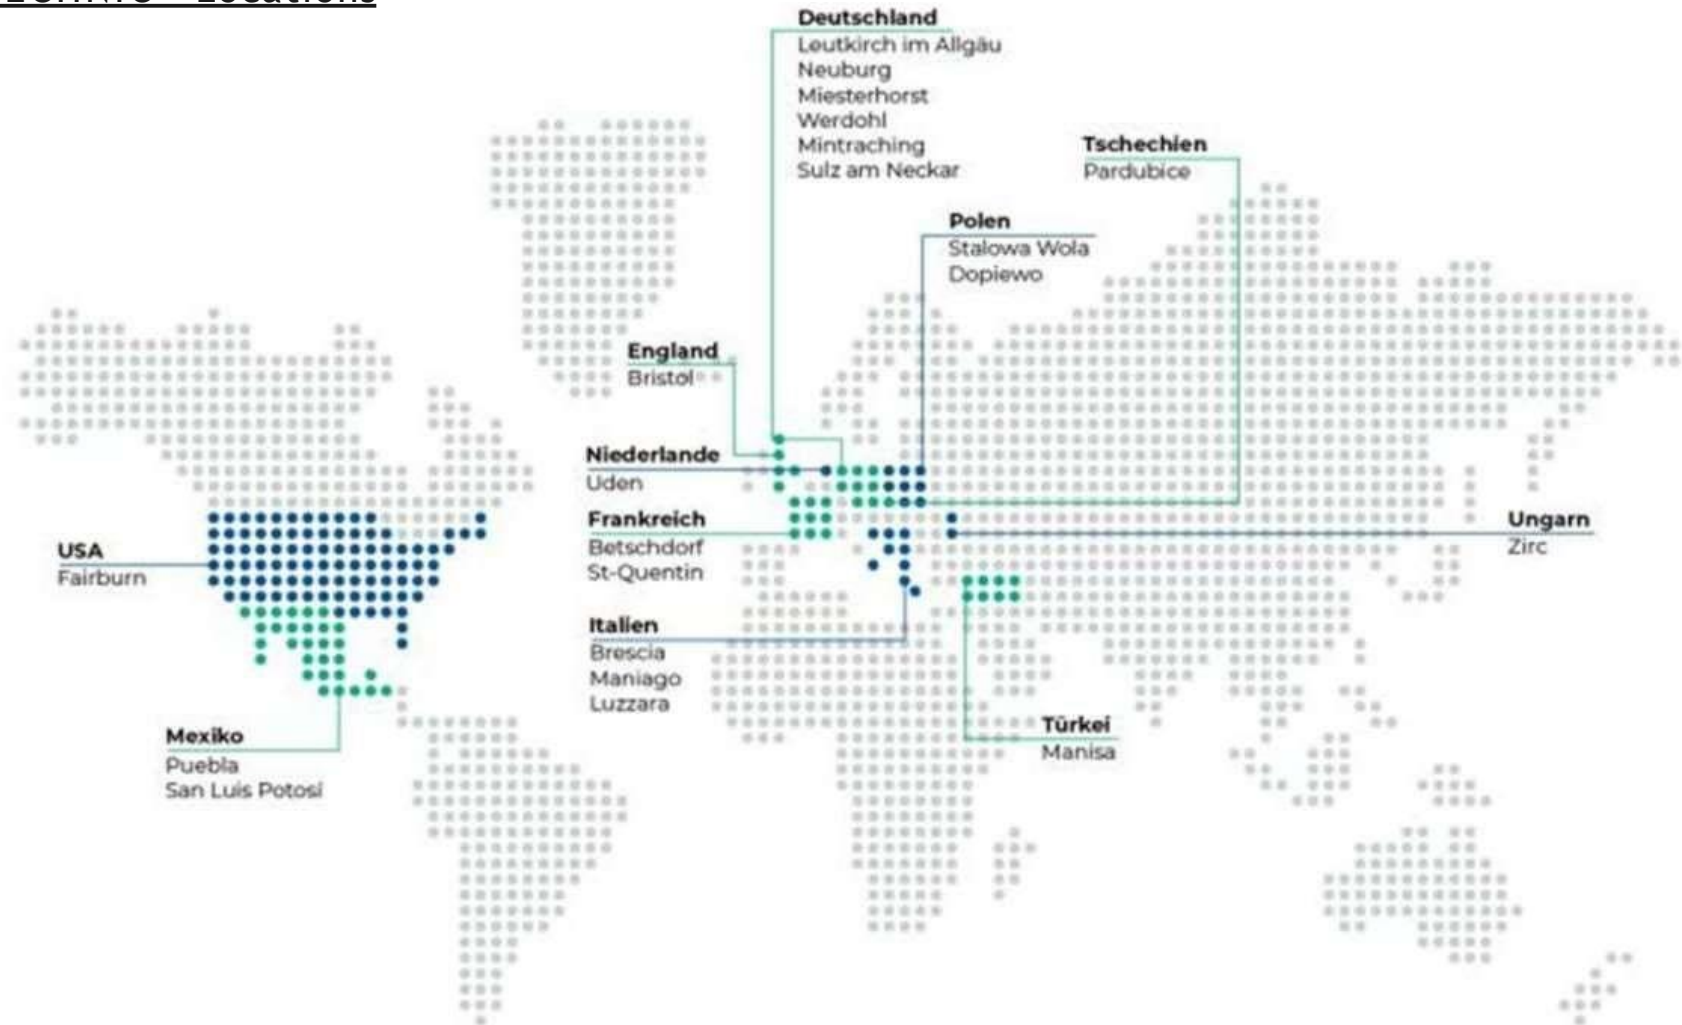 Locations
Deutschland
Leutkirch im Allgäu
Neuburg
Miesterhorst
Werdohl
Mintraching
Sulz am Neckar
Tschechien
Pardubice
Polen
Stalowa Wola
Dopiewo
England
Bristol
Niederlande
Uden
Frankreich
Betschdorf
St-Quentin
Ungarn
Zirc
USA
Fairburn
Italien
Brescia
Maniago
Luzzara
Türkei
Manisa
Mexiko
Puebla
San Luis Potosí